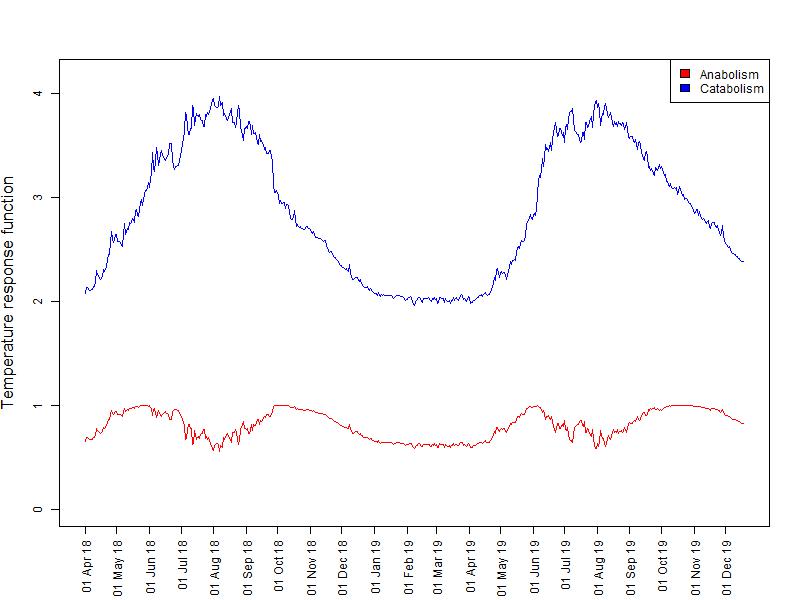 Anabolism
Catabolism
Temperature response function
4
3
2
1
0
01 Apr 18
01 May 18
01 Jun 18
01 Jul 18
01 Aug 18
01 Sep 18
01 Oct 18
01 Nov 18
01 Dec 18
01 Jan 19
01 Feb 19
01 Mar 19
01 Apr 19
01 May 19
01 Jun 19
01 Jul 19
01 Aug 19
01 Sep 19
01 Oct 19
01 Nov 19
01 Dec 19